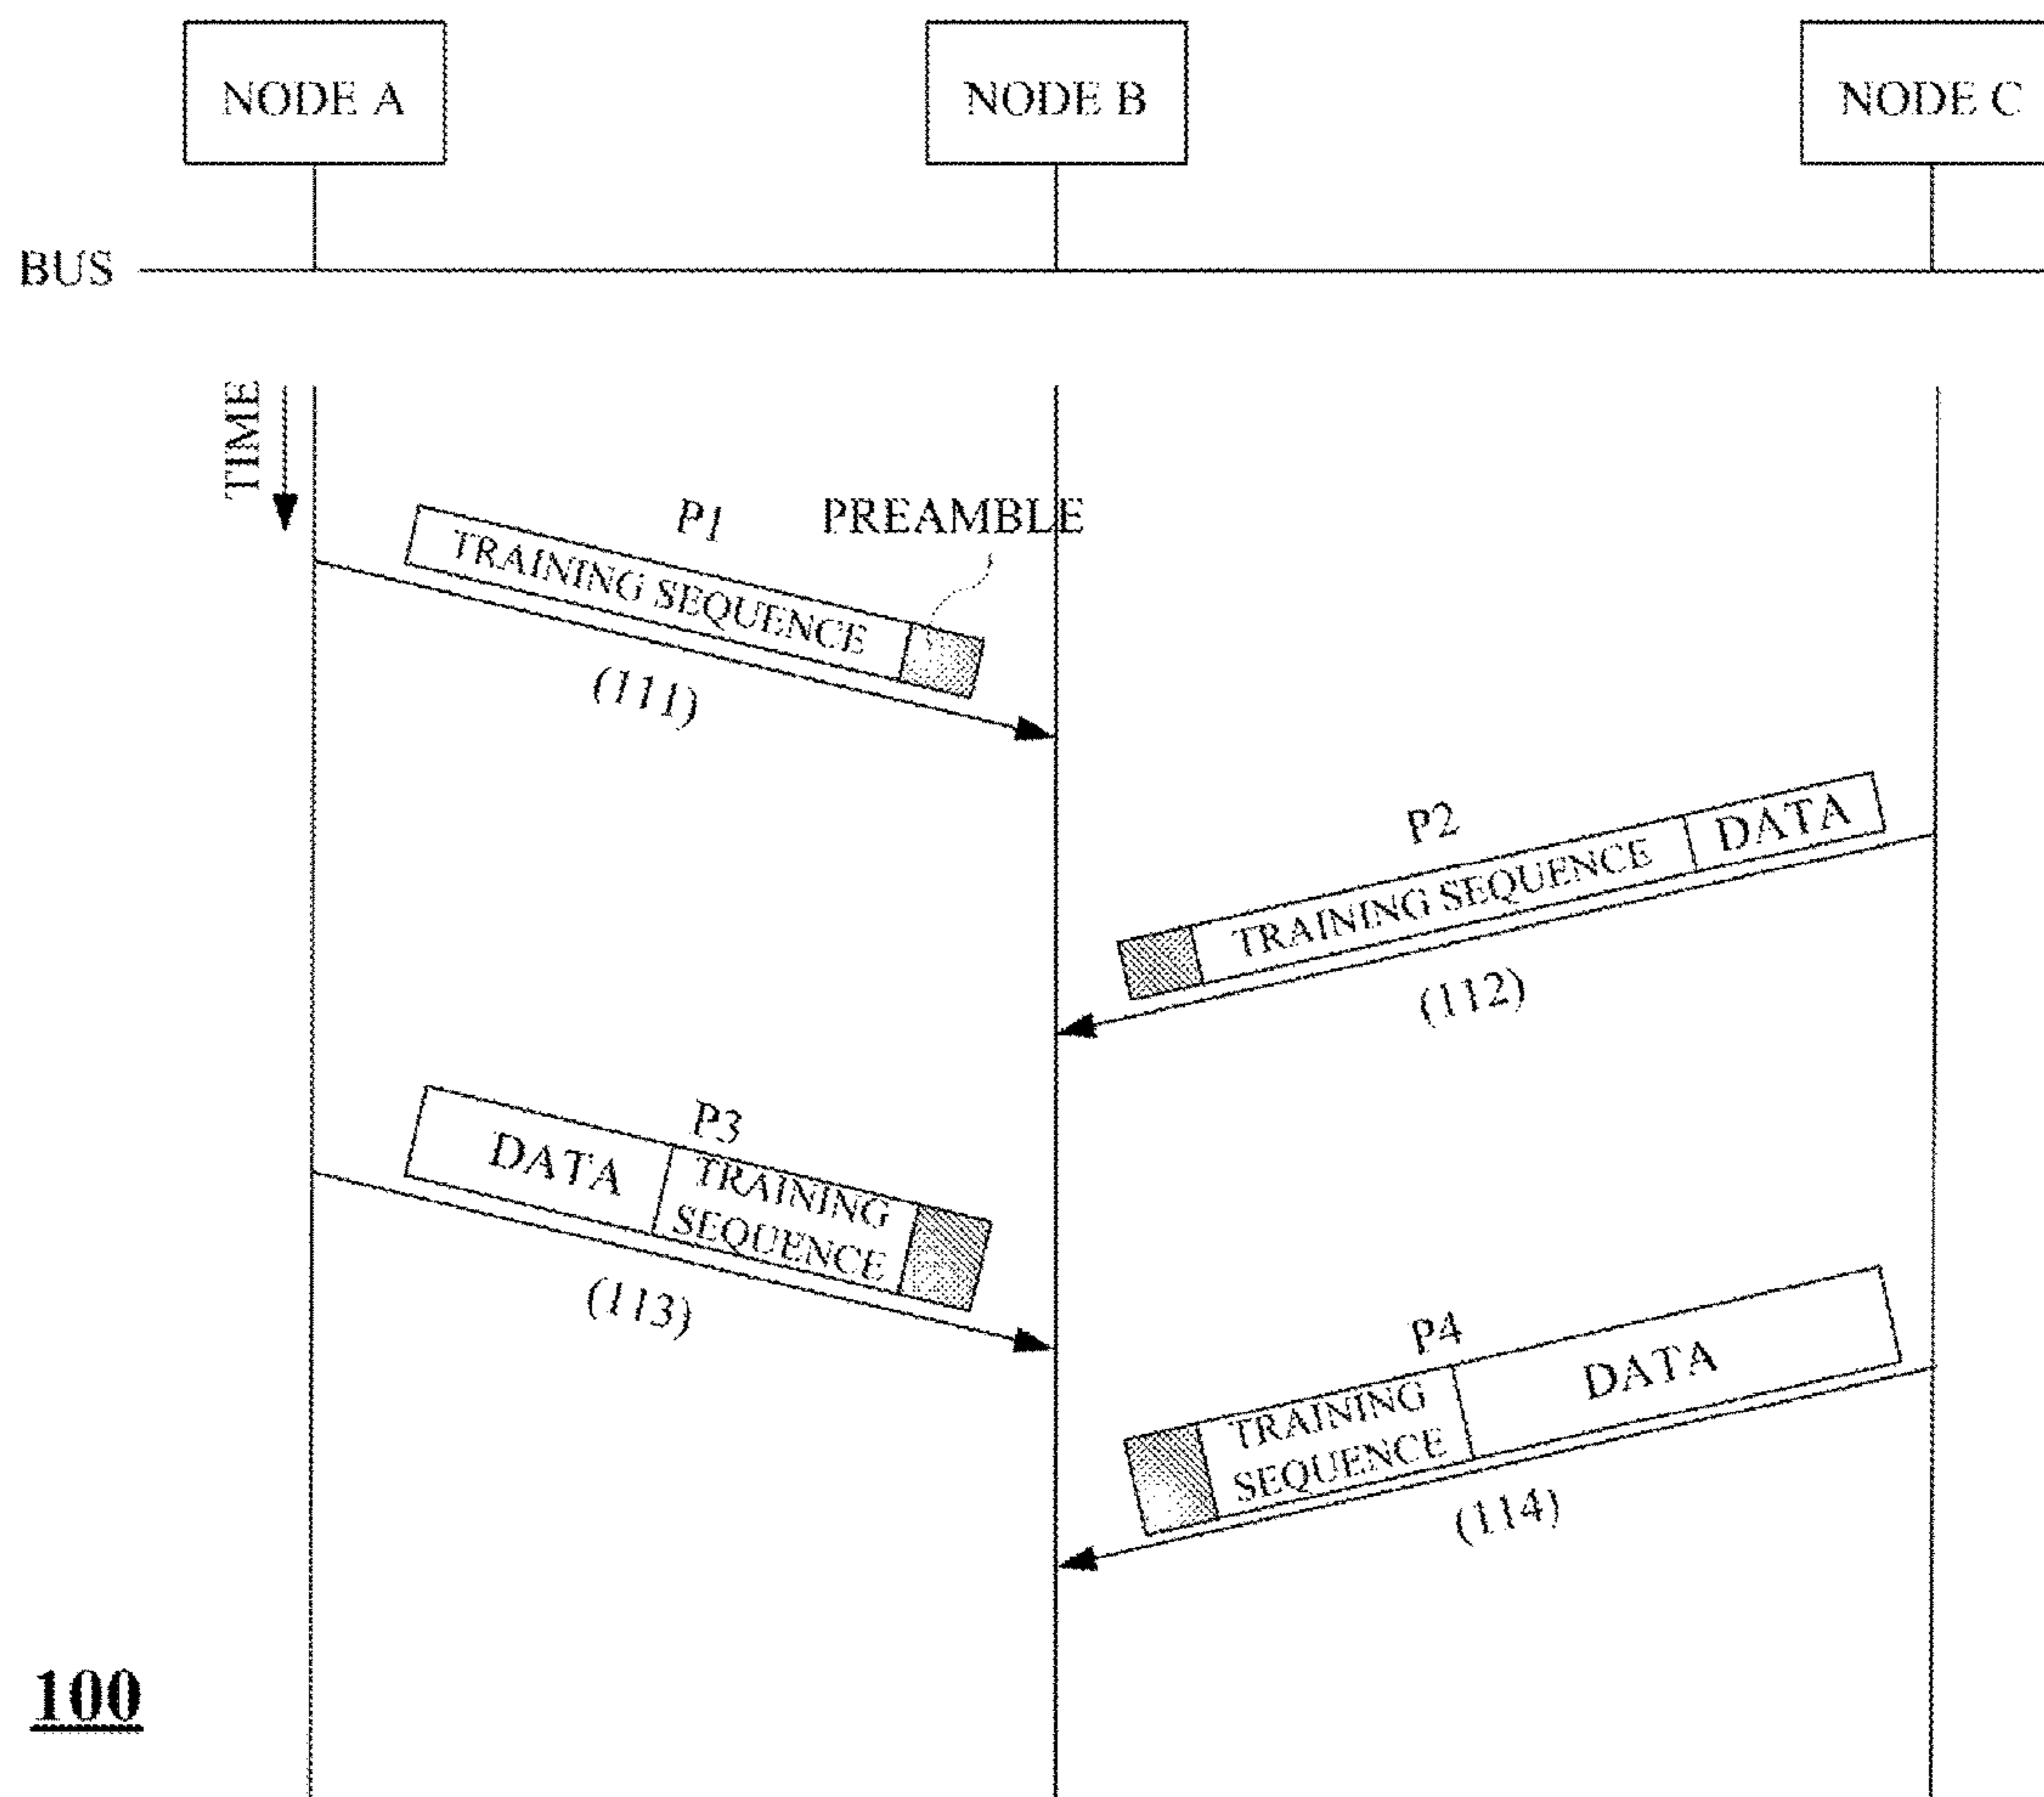 NODE A
NODE B
NODE C
BUS
TIME
P1
PREAMBLE
TRAINING SEQUENCE
(111)
P2
TRAINING SEQUENCE
DATA
(112)
P3
DATA
TRAINING
SEQUENCE
(113)
P4
TRAINING
SEQUENCE
DATA
(114)
100